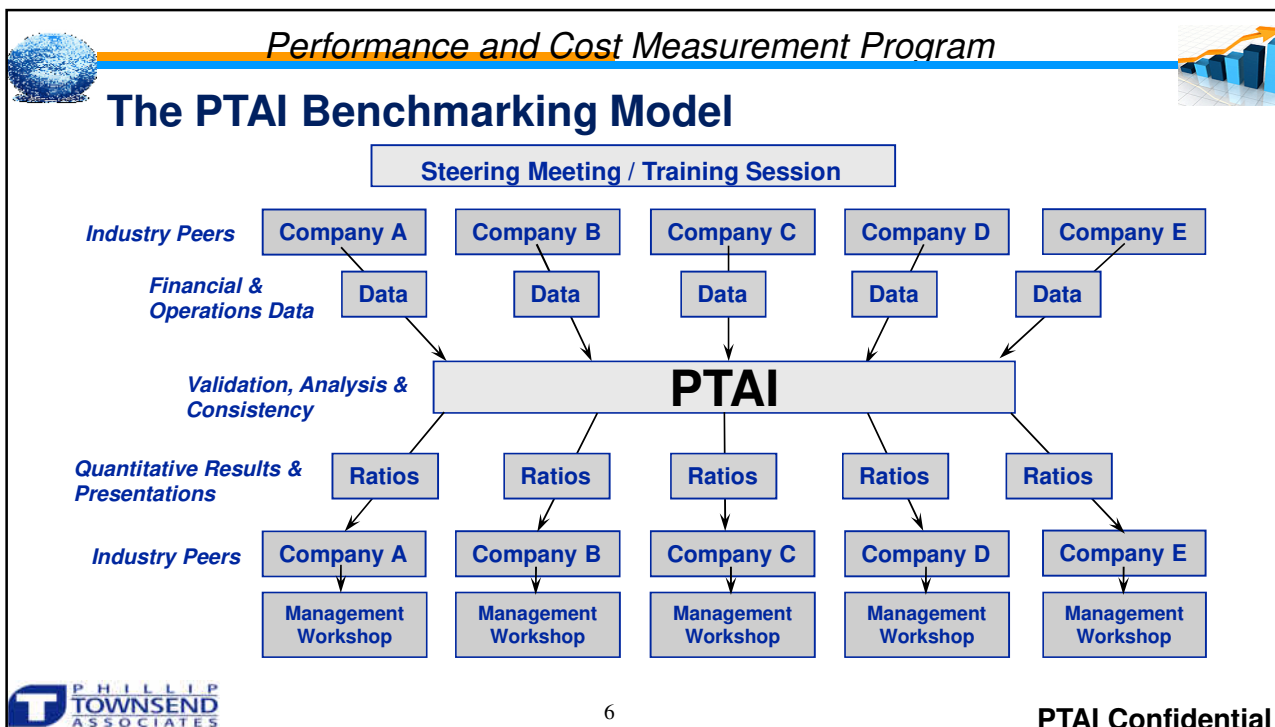 Performance and Cost Measurement Program
The PTAI Benchmarking Model
Steering Meeting / Training Session
Industry Peers
Company A
Company B
Company C
Company D
Company E
Financial &
Operations Data
Data
Data
Data
Data
Data
Validation, Analysis &
Consistency
PTAI
Quantitative Results &
Presentations
Ratios
Ratios
Ratios
Ratios
Ratios
Industry Peers
Company A
Company B
Company C
Company D
Company E
Management
Workshop
Management
Workshop
Management
Workshop
Management
Workshop
Management
Workshop
PHILLIP
TOWNSEND
ASSOCIATES
6
PTAI Confidential